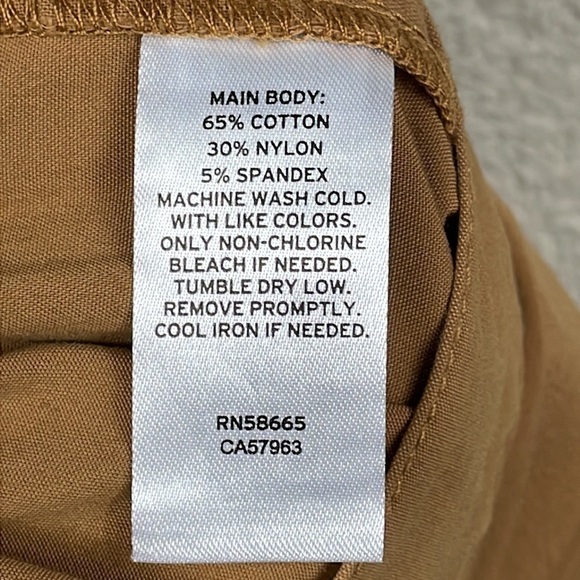 MAIN BODY:
65% COTTON
30% NYLON
5% SPANDEX
MACHINE WASH COLD.
WITH LIKE COLORS.
ONLY NON-CHLORINE
BLEACH IF NEEDED.
TUMBLE DRY LOW.
REMOVE PROMPTLY.
COOL IRON IF NEEDED.
RN58665
CA57963